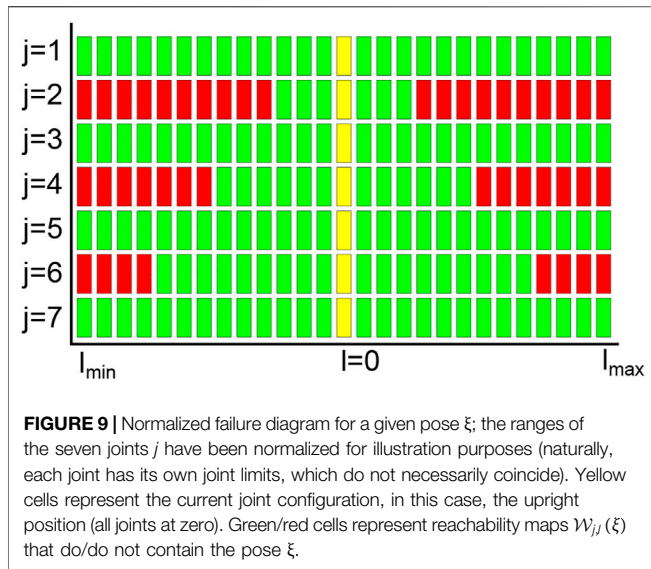 j=1
j=2
j=3
j=4
j=5
j=6
j=7
l_min l=0 l_max
FIGURE 9 | Normalized failure diagram for a given pose ξ; the ranges of
the seven joints j have been normalized for illustration purposes (naturally,
each joint has its own joint limits, which do not necessarily coincide). Yellow
cells represent the current joint configuration, in this case, the upright
position (all joints at zero). Green/red cells represent reachability maps 𝒲j,l (ξ)
that do/do not contain the pose ξ.